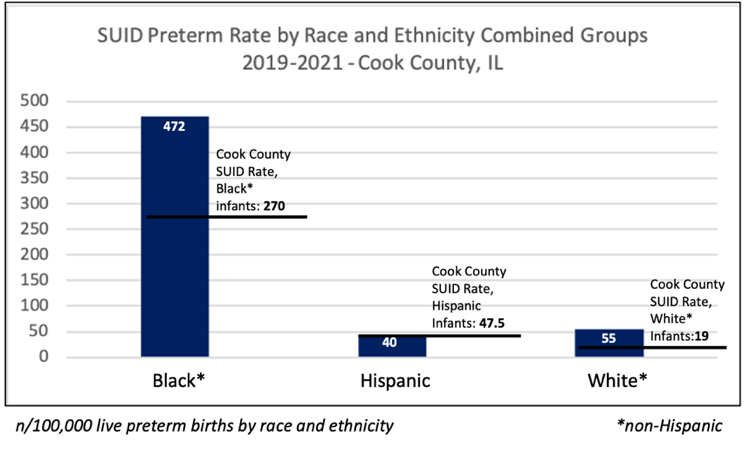 SUID Preterm Rate by Race and Ethnicity Combined Groups
2019-2021 - Cook County, IL
500
450
400
350
300
250
200
150
100
50
0
472
Cook County
SUID Rate,
Black*
infants: 270
40
Cook County
SUID Rate,
Hispanic
Infants: 47.5
55
Cook County
SUID Rate,
White*
Infants:19
Black*
Hispanic
White*
n/100,000 live preterm births by race and ethnicity
*non-Hispanic